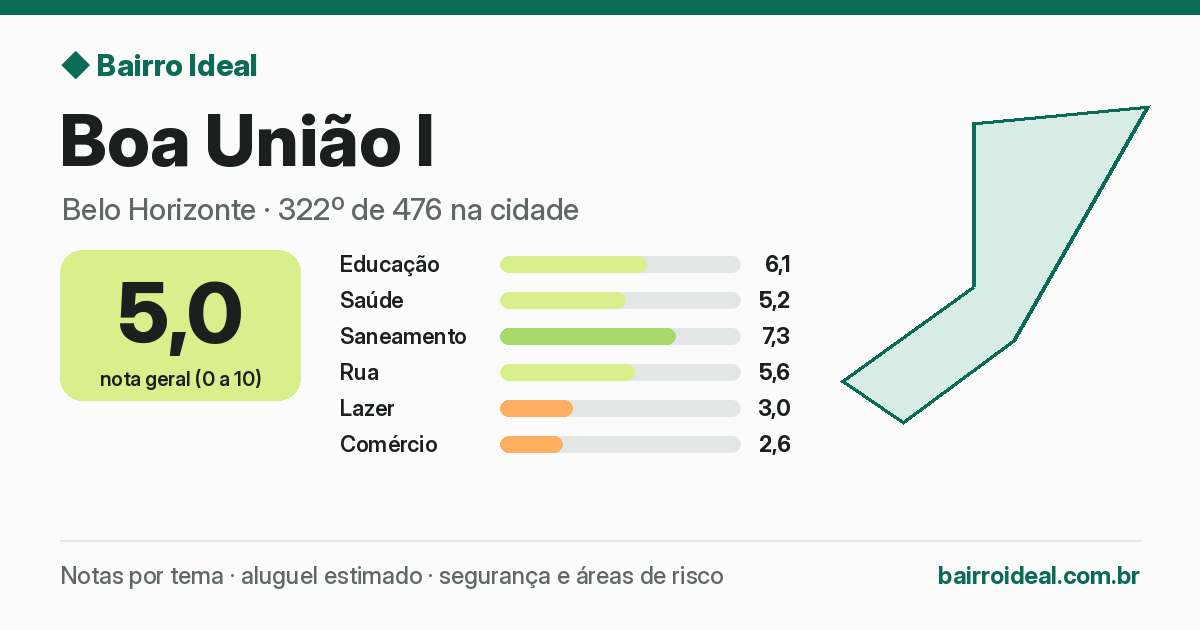 Bairro Ideal
Boa União I
Belo Horizonte · 322º de 476 na cidade
5,0
nota geral (0 a 10)
Educação 6,1
Saúde 5,2
Saneamento 7,3
Rua 5,6
Lazer 3,0
Comércio 2,6
Notas por tema · aluguel estimado · segurança e áreas de risco
bairroideal.com.br